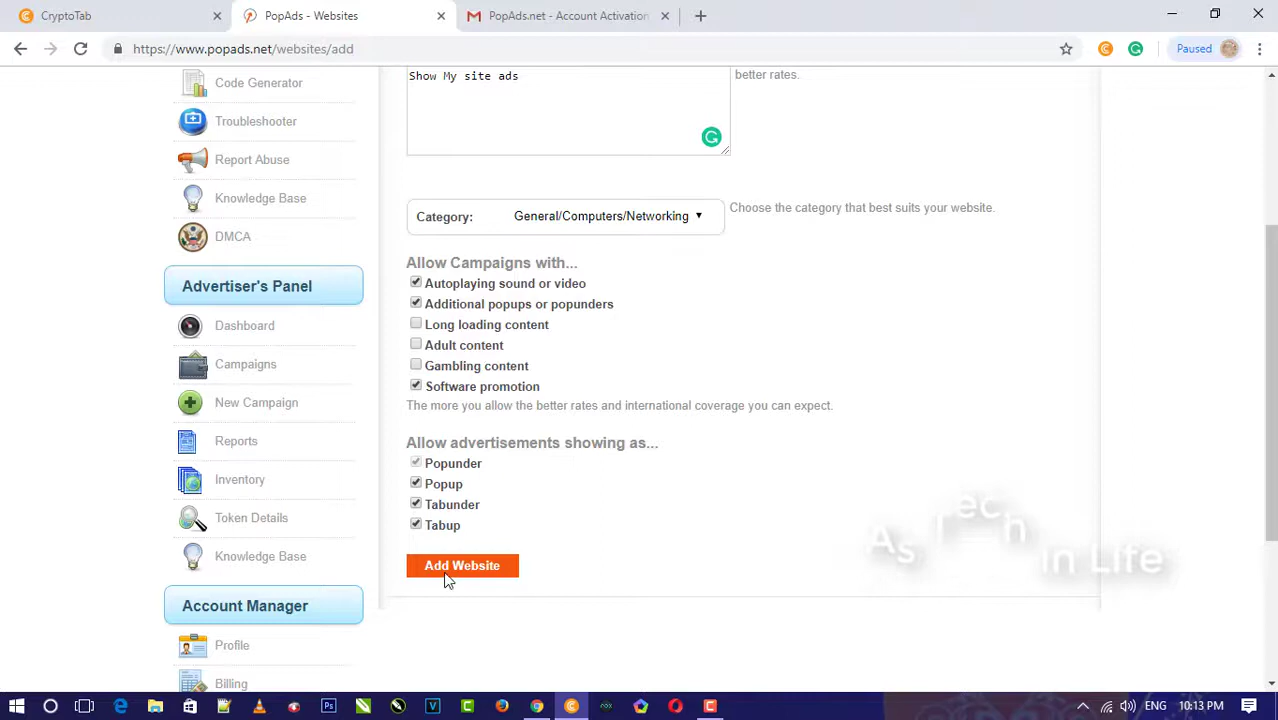 CryptoTab
PopAds - Websites
PopAds.net - Account Activation
https://www.popads.net/websites/add
Paused
Code Generator
Troubleshooter
Report Abuse
Knowledge Base
DMCA
Advertiser's Panel
Dashboard
Campaigns
New Campaign
Reports
Inventory
Token Details
Knowledge Base
Account Manager
Profile
Billing
Show My site ads
better rates.
Category:
General/Computers/Networking
Choose the category that best suits your website.
Allow Campaigns with...
Autoplaying sound or video
Additional popups or popunders
Long loading content
Adult content
Gambling content
Software promotion
The more you allow the better rates and international coverage you can expect.
Allow advertisements showing as...
Popunder
Popup
Tabunder
Tabup
Add Website
As Tech in Life
ENG
10:13 PM